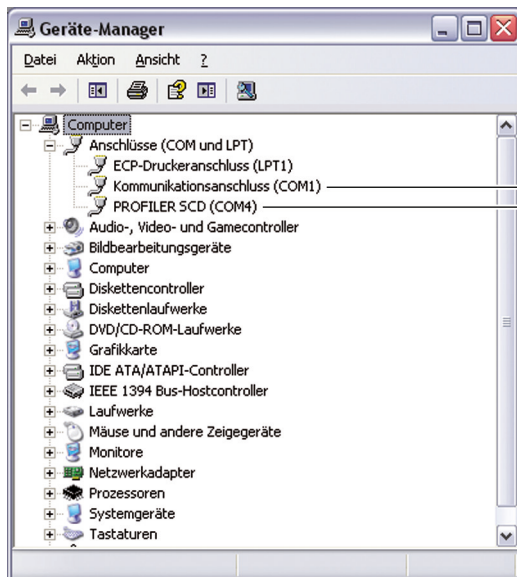 Geräte-Manager
Datei Aktion Ansicht ?
Computer
Anschlüsse (COM und LPT)
ECP-Druckeranschluss (LPT1)
Kommunikationsanschluss (COM1)
PROFILER SCD (COM4)
Audio-, Video- und Gamecontroller
Bildbearbeitungsgeräte
Computer
Diskettencontroller
Diskettenlaufwerke
DVD/CD-ROM-Laufwerke
Grafikkarte
IDE ATA/ATAPI-Controller
IEEE 1394 Bus-Hostcontroller
Laufwerke
Mäuse und andere Zeigegeräte
Monitore
Netzwerkadapter
Prozessoren
Systemgeräte
Tastaturen